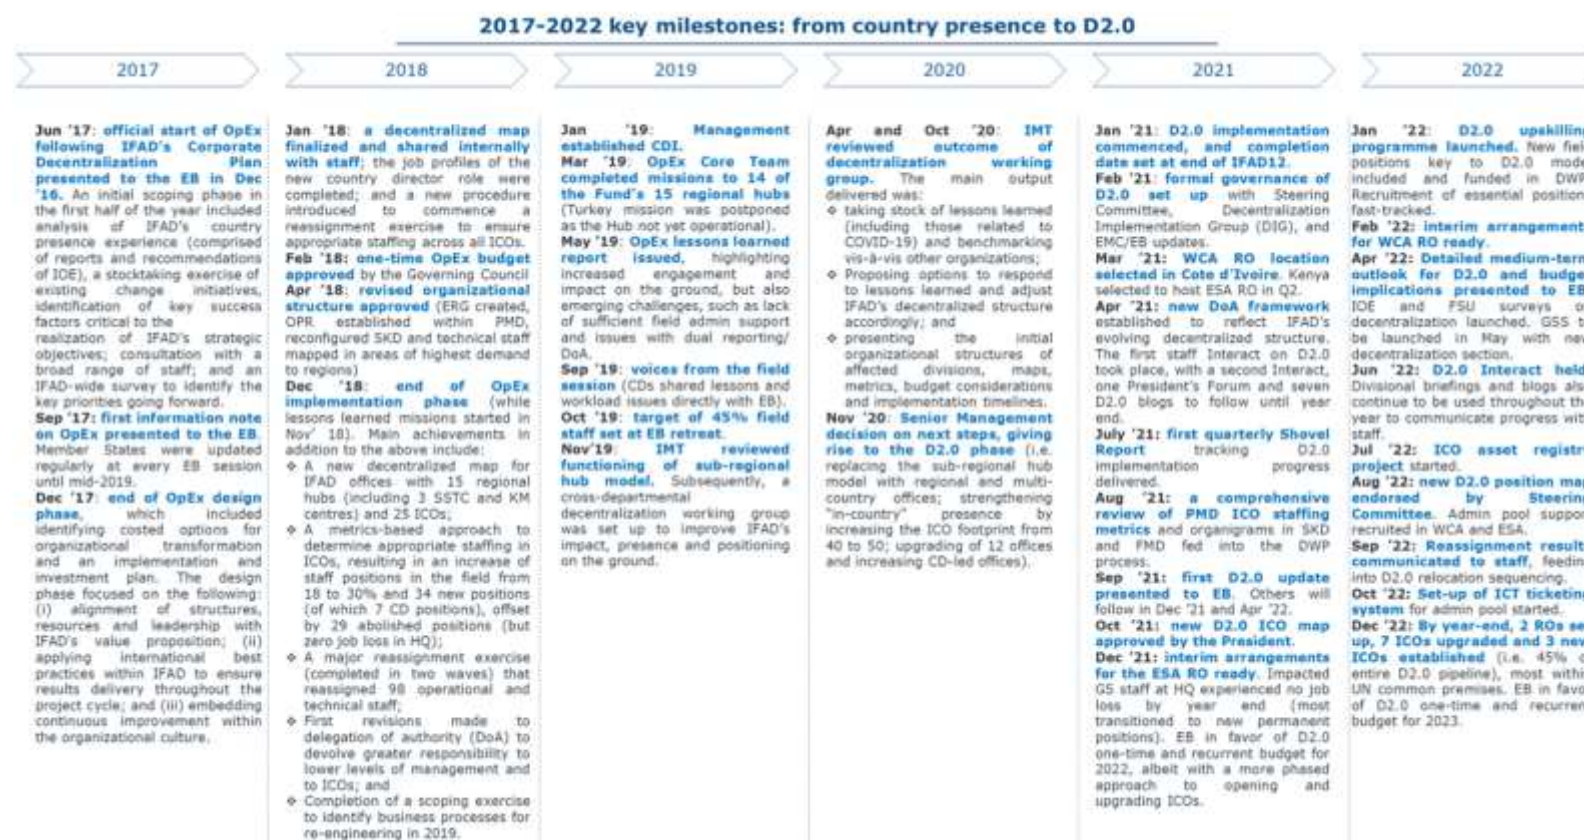 2017-2022 key milestones: from country presence to D2.0
2017
2018
2019
2020
2021
2022
Jun '17: official start of OpEx
following IFAD's Corporate
Decentralization Plan
presented to the EB in Dec
'16. An initial scoping phase in
the first half of the year included
analysis of IFAD's country
presence experience (comprised
of reports and recommendations
of IOE), a stocktaking exercise of
existing change initiatives,
identification of key success
factors critical to the
realization of IFAD's strategic
objectives; consultation with a
broad range of staff; and an
IFAD-wide survey to identify the
key priorities going forward.
Sep '17: first information note
on OpEx presented to the EB.
Member States were updated
regularly at every EB session
until mid-2019.
Dec '17: end of OpEx design
phase, which included
identifying costed options for
organizational transformation
and an implementation and
investment plan. The design
phase focused on the following:
(i) alignment of structures,
resources and leadership with
IFAD's value proposition; (ii)
applying international best
practices within IFAD to ensure
results delivery throughout the
project cycle; and (iii) embedding
continuous improvement within
the organizational culture.
Jan '18: a decentralized map
finalized and shared internally
with staff; the job profiles of the
new country director role were
completed; and a new procedure
introduced to commence a
reassignment exercise to ensure
appropriate staffing across all ICOs.
Feb '18: one-time OpEx budget
approved by the Governing Council
Apr '18: revised organizational
structure approved (ERG created,
OPR established within PMD,
reconfigured SKD and technical staff
mapped in areas of highest demand
to regions)
Dec '18: end of OpEx
implementation phase (while
lessons learned missions started in
Nov' 18). Main achievements in
addition to the above include:
❖ A new decentralized map for
IFAD offices with 15 regional
hubs (including 3 SSTC and KM
centres) and 25 ICOs;
❖ A metrics-based approach to
determine appropriate staffing in
ICOs, resulting in an increase of
staff positions in the field from
18 to 30% and 34 new positions
(of which 7 CD positions), offset
by 29 abolished positions (but
zero job loss in HQ);
❖ A major reassignment exercise
(completed in two waves) that
reassigned 98 operational and
technical staff;
❖ First revisions made to
delegation of authority (DoA) to
devolve greater responsibility to
lower levels of management and
to ICOs; and
❖ Completion of a scoping exercise
to identify business processes for
re-engineering in 2019.
Jan '19: Management
established CDI.
Mar '19: OpEx Core Team
completed missions to 14 of
the Fund's 15 regional hubs
(Turkey mission was postponed
as the Hub not yet operational).
May '19: OpEx lessons learned
report issued, highlighting
increased engagement and
impact on the ground, but also
emerging challenges, such as lack
of sufficient field admin support
and issues with dual reporting/
DoA.
Sep '19: voices from the field
session (CDs shared lessons and
workload issues directly with EB).
Oct '19: target of 45% field
staff set at EB retreat.
Nov'19: IMT reviewed
functioning of sub-regional
hub model. Subsequently, a
cross-departmental
decentralization working group
was set up to improve IFAD's
impact, presence and positioning
on the ground.
Apr and Oct '20: IMT
reviewed outcome of
decentralization working
group. The main output
delivered was:
❖ taking stock of lessons learned
(including those related to
COVID-19) and benchmarking
vis-à-vis other organizations;
❖ Proposing options to respond
to lessons learned and adjust
IFAD's decentralized structure
accordingly; and
❖ presenting the initial
organizational structures of
affected divisions, maps,
metrics, budget considerations
and implementation timelines.
Nov '20: Senior Management
decision on next steps, giving
rise to the D2.0 phase (i.e.
replacing the sub-regional hub
model with regional and multi-
country offices; strengthening
"in-country" presence by
increasing the ICO footprint from
40 to 50; upgrading of 12 offices
and increasing CD-led offices).
Jan '21: D2.0 implementation
commenced, and completion
date set at end of IFAD12.
Feb '21: formal governance of
D2.0 set up with Steering
Committee, Decentralization
Implementation Group (DIG), and
EMC/EB updates.
Mar '21: WCA RO location
selected in Cote d'Ivoire. Kenya
selected to host ESA RO in Q2.
Apr '21: new DoA framework
established to reflect IFAD's
evolving decentralized structure.
The first staff Interact on D2.0
took place, with a second Interact,
one President's Forum and seven
D2.0 blogs to follow until year
end.
July '21: first quarterly Shovel
Report tracking D2.0
implementation progress
delivered.
Aug '21: a comprehensive
review of PMD ICO staffing
metrics and organigrams in SKD
and FMD fed into the DWP
process.
Sep '21: first D2.0 update
presented to EB. Others will
follow in Dec '21 and Apr '22.
Oct '21: new D2.0 ICO map
approved by the President.
Dec '21: interim arrangements
for the ESA RO ready. Impacted
GS staff at HQ experienced no job
loss by year end (most
transitioned to new permanent
positions). EB in favor of D2.0
one-time and recurrent budget for
2022, albeit with a more phased
approach to opening and
upgrading ICOs.
Jan '22: D2.0 upskilling
programme launched. New field
positions key to D2.0 mode
included and funded in DWP
Recruitment of essential position
fast-tracked.
Feb '22: interim arrangement
for WCA RO ready.
Apr '22: Detailed medium-term
outlook for D2.0 and budge
implications presented to EB
IOE and FSU surveys o
decentralization launched. GSS t
be launched in May with new
decentralization section.
Jun '22: D2.0 Interact held
Divisional briefings and blogs als
continue to be used throughout th
year to communicate progress wit
staff.
Jul '22: ICO asset registr
project started.
Aug '22: new D2.0 position map
endorsed by Steering
Committee. Admin pool suppor
recruited in WCA and ESA.
Sep '22: Reassignment result
communicated to staff, feedin
into D2.0 relocation sequencing.
Oct '22: Set-up of ICT ticketing
system for admin pool started.
Dec '22: By year-end, 2 ROs se
up, 7 ICOs upgraded and 3 new
ICOs established (i.e. 45% o
entire D2.0 pipeline), most withi
UN common premises. EB in favo
of D2.0 one-time and recurren
budget for 2023.